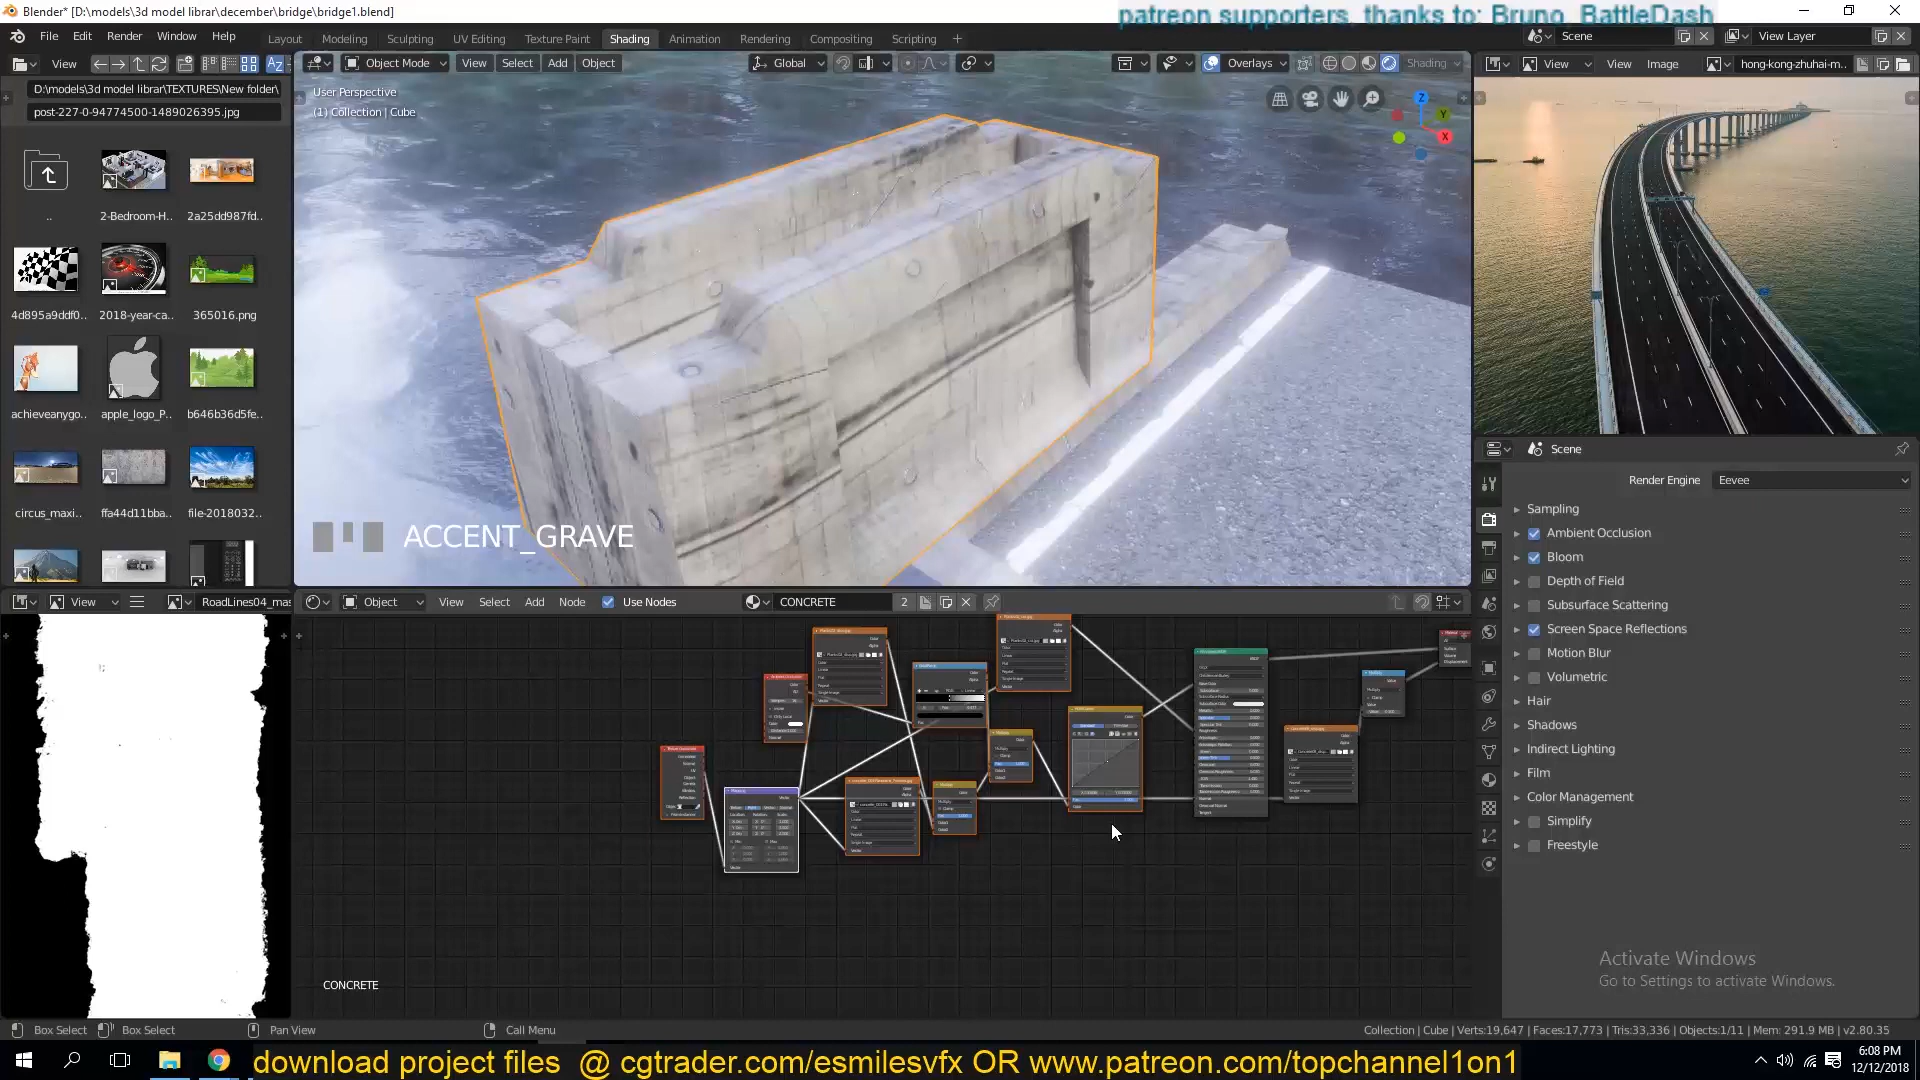 Blender* [D:\models\3d model librar\december\bridge\bridge1.blend]
patreon supporters, thanks to: Bruno, BattleDash
File Edit Render Window Help
Layout Modeling Sculpting UV Editing Texture Paint Shading Animation Rendering Compositing Scripting +
Scene
View Layer
View
D:\models\3d model librar\TEXTURES\New folder\
post-227-0-94774500-1489026395.jpg
.. 2-Bedroom-H.. 2a25dd987fd..
4d895a9ddf0.. 2018-year-ca.. 365016.png
achieveanygo.. apple_logo_P.. b646b36d5fe..
circus_maxi.. ffa44d11bba.. file-2018032..
Object Mode View Select Add Object Global Overlays Shading
User Perspective
(1) Collection | Cube
ACCENT_GRAVE
View View Image hong-kong-zhuhai-m..
Scene
Render Engine Eevee
Sampling
Ambient Occlusion
Bloom
Depth of Field
Subsurface Scattering
Screen Space Reflections
Motion Blur
Volumetric
Hair
Shadows
Indirect Lighting
Film
Color Management
Simplify
Freestyle
View RoadLines04_mas
Object View Select Add Node Use Nodes CONCRETE 2
CONCRETE
Activate Windows
Go to Settings to activate Windows.
Box Select Box Select Pan View Call Menu
Collection | Cube | Verts:19,647 | Faces:17,773 | Tris:33,336 | Objects:1/11 | Mem: 291.9 MB | v2.80.35
download project files @ cgtrader.com/esmilesvfx OR www.patreon.com/topchannel1on1
6:08 PM
12/12/2018